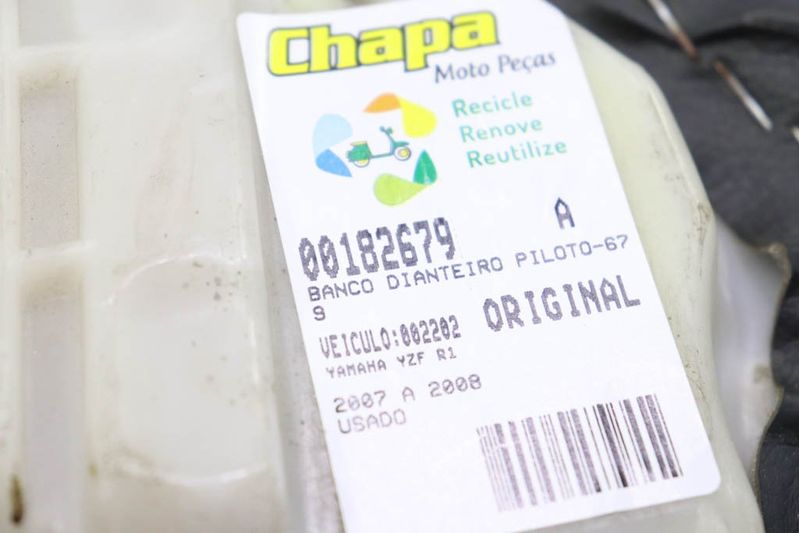 Chapa
Moto Peças
Recicle
Renove
Reutilize
00182679
A
BANCO DIANTEIRO PILOTO-67
9
ORIGINAL
VEICULO:002202
YAMAHA YZF R1
2007 A 2008
USADO